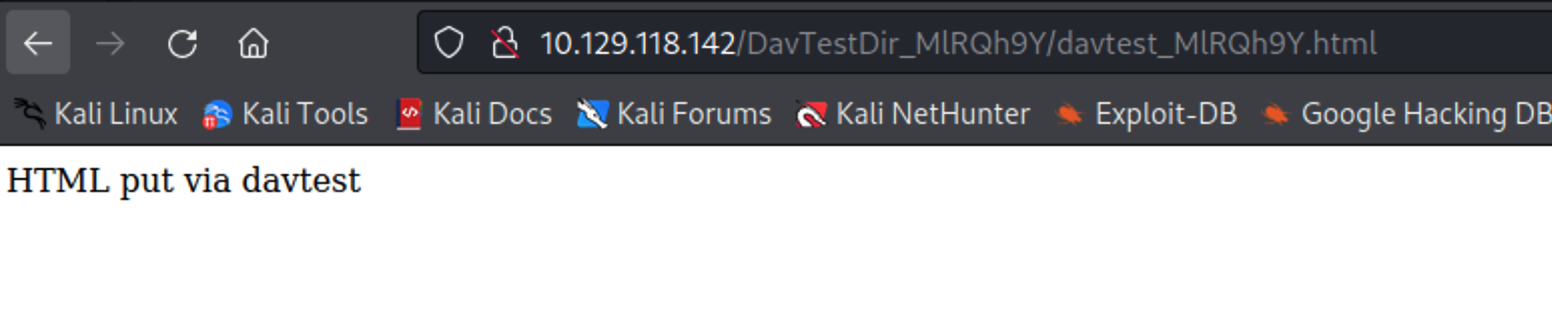 10.129.118.142/DavTestDir_MlRQh9Y/davtest_MlRQh9Y.html
Kali Linux Kali Tools Kali Docs Kali Forums Kali NetHunter Exploit-DB Google Hacking DB
HTML put via davtest